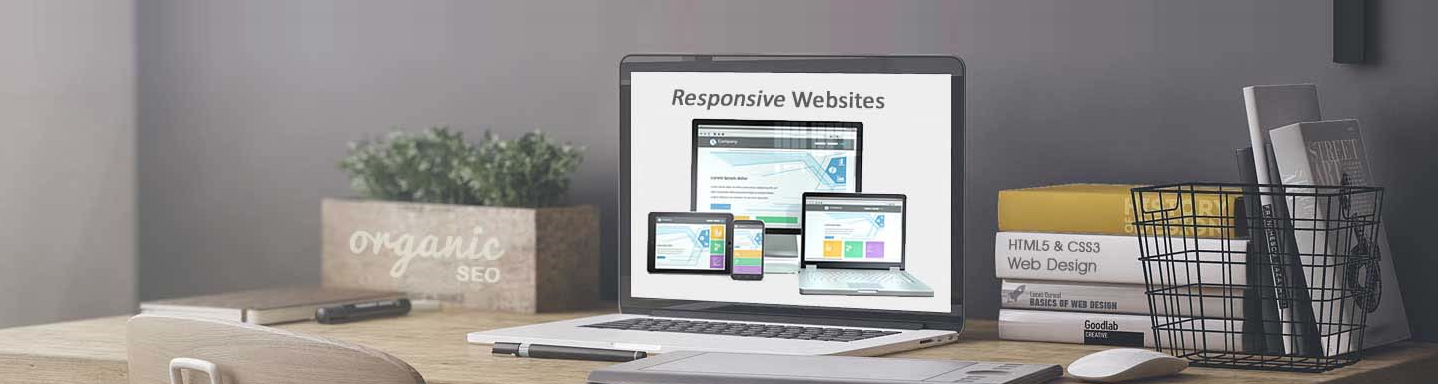 Responsive Websites
Company
Lorem ipsum dolor
organic
SEO
HISTORY
HTML5 & CSS3
Web Design
BASICS OF WEB DESIGN
Goodlab
CREATIVE
STREET